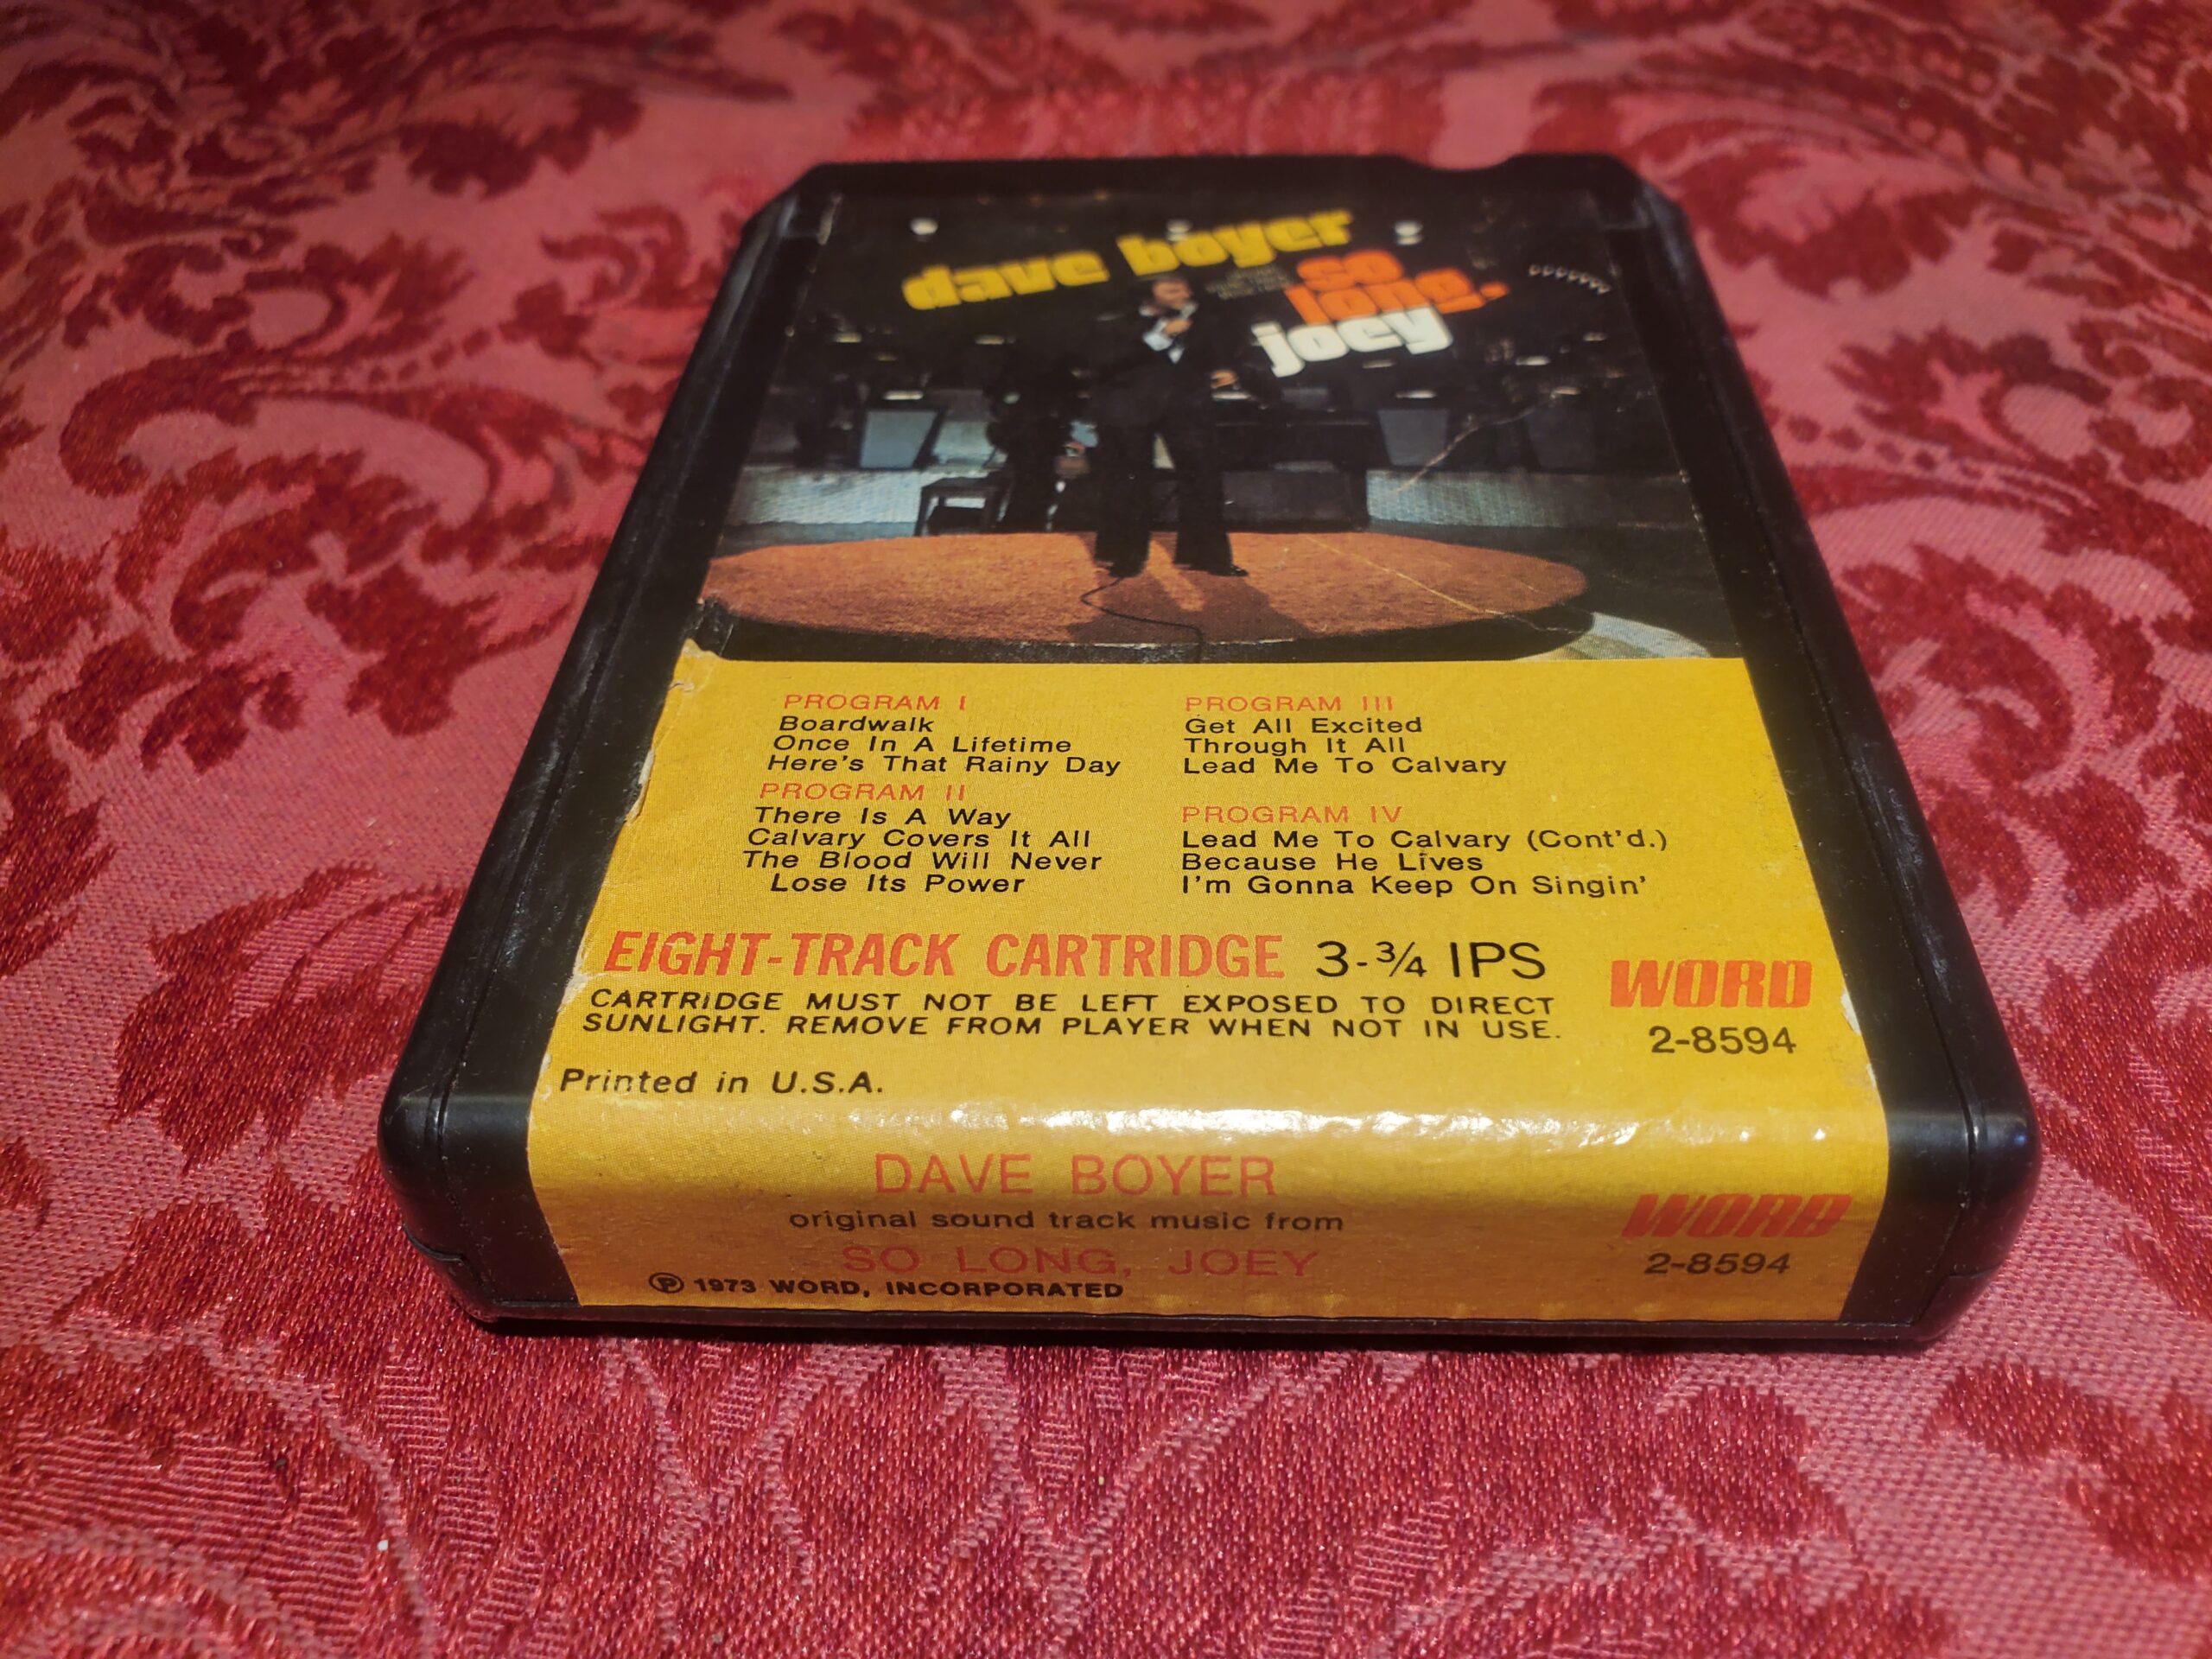 dave boyer
so
long,
joey
PROGRAM I
Boardwalk
Once In A Lifetime
Here's That Rainy Day
PROGRAM II
There Is A Way
Calvary Covers It All
The Blood Will Never
Lose Its Power
PROGRAM III
Get All Excited
Through It All
Lead Me To Calvary
PROGRAM IV
Lead Me To Calvary (Cont'd.)
Because He Lives
I'm Gonna Keep On Singin'
EIGHT-TRACK CARTRIDGE 3-¾ IPS
CARTRIDGE MUST NOT BE LEFT EXPOSED TO DIRECT
SUNLIGHT. REMOVE FROM PLAYER WHEN NOT IN USE.
WORD
2-8594
Printed in U.S.A.
DAVE BOYER
original sound track music from
SO LONG, JOEY
℗ 1973 WORD, INCORPORATED
WORD
2-8594